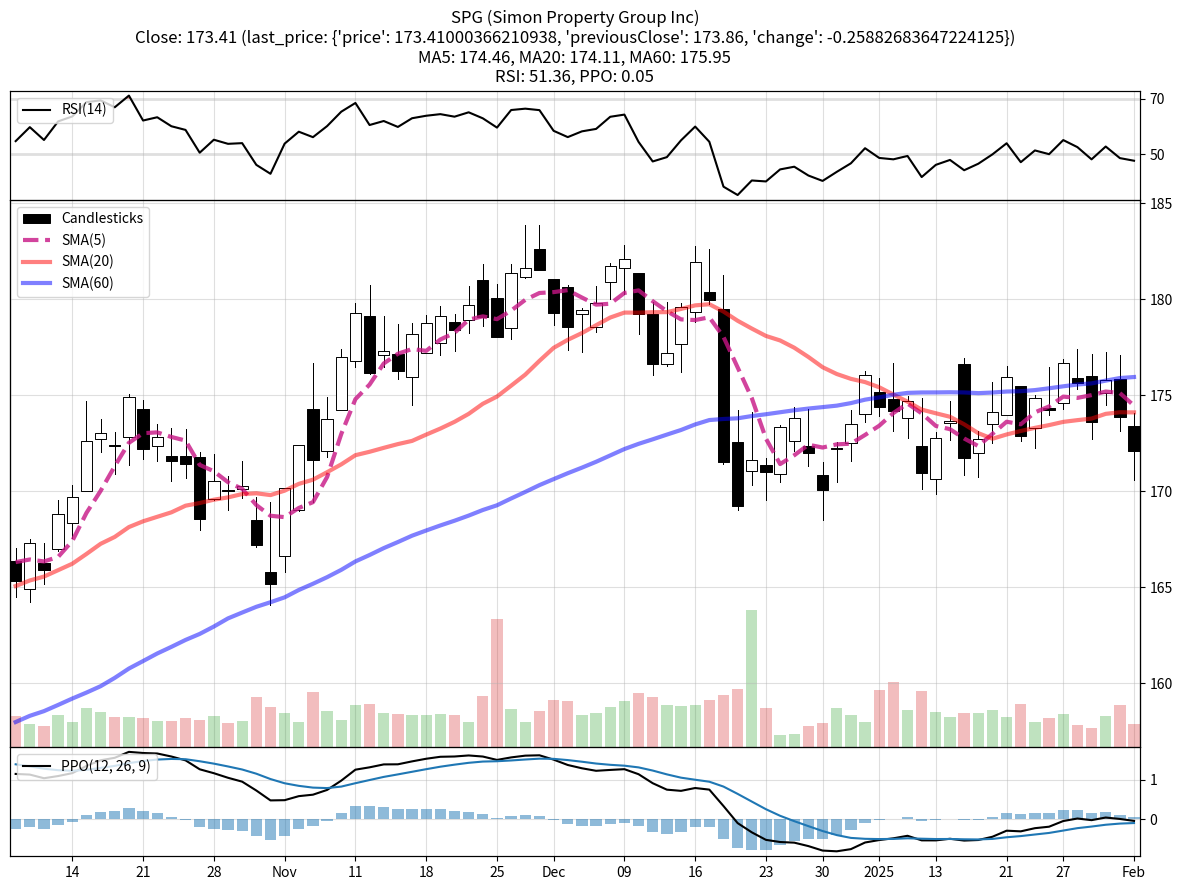 SPG (Simon Property Group Inc)
Close: 173.41 (last_price: {'price': 173.41000366210938, 'previousClose': 173.86, 'change': -0.25882683647224125})
MA5: 174.46, MA20: 174.11, MA60: 175.95
RSI: 51.36, PPO: 0.05
RSI(14)
70
50
Candlesticks
SMA(5)
SMA(20)
SMA(60)
185
180
175
170
165
160
PPO(12, 26, 9)
1
0
14 21 28 Nov 11 18 25 Dec 09 16 23 30 2025 13 21 27 Feb